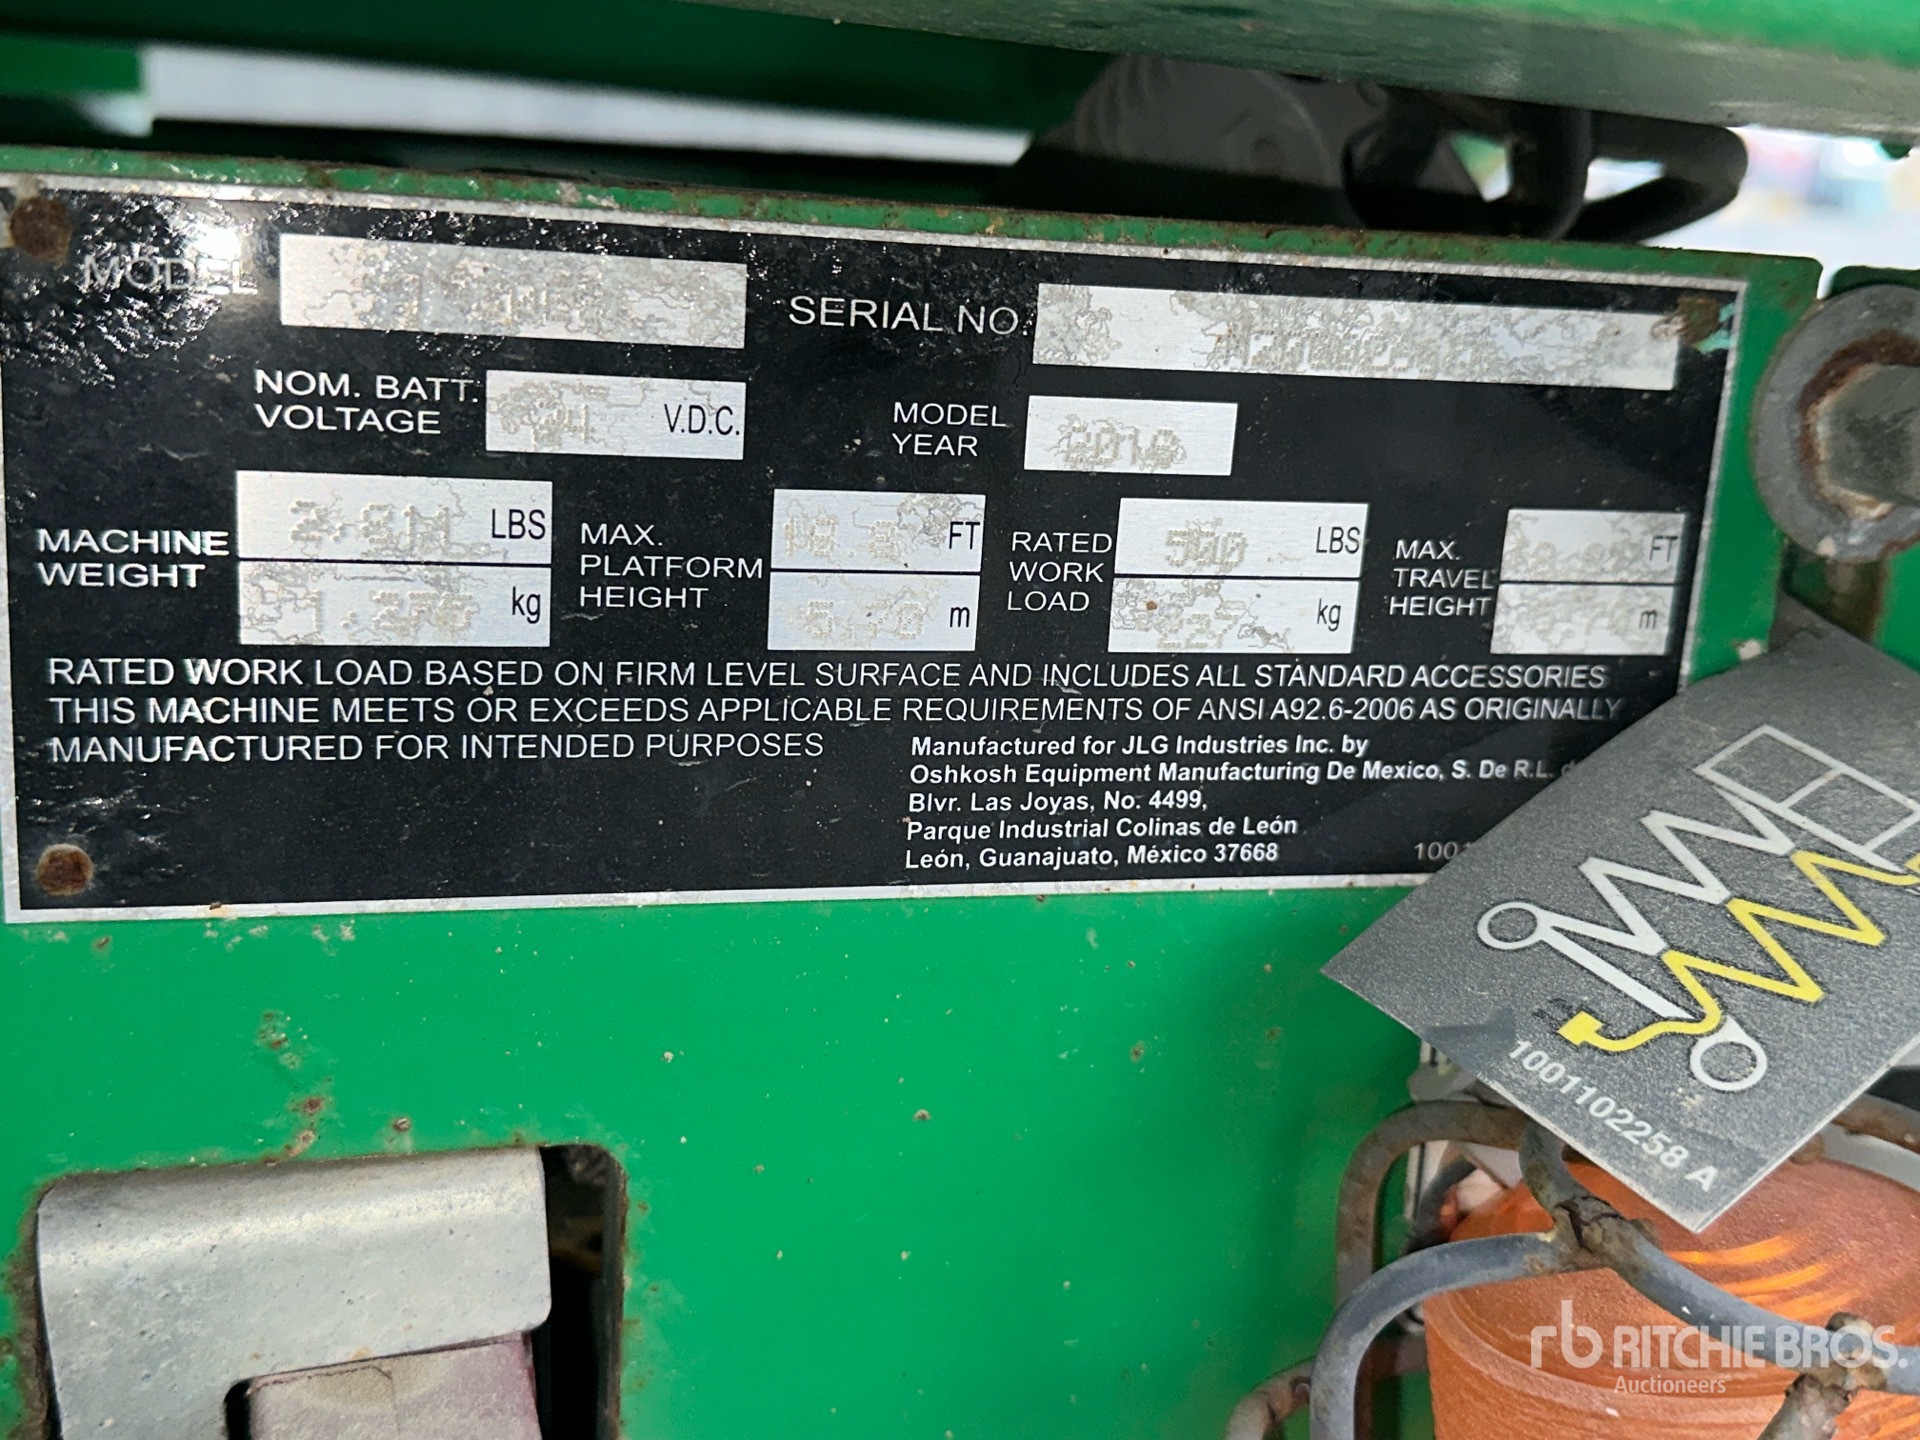 MODEL
SERIAL NO.
NOM. BATT.
VOLTAGE
24
V.D.C.
MODEL
YEAR
MACHINE
WEIGHT
LBS
kg
MAX.
PLATFORM
HEIGHT
FT
m
RATED
WORK
LOAD
500
LBS
227
kg
MAX.
TRAVEL
HEIGHT
FT
m
RATED WORK LOAD BASED ON FIRM LEVEL SURFACE AND INCLUDES ALL STANDARD ACCESSORIES
THIS MACHINE MEETS OR EXCEEDS APPLICABLE REQUIREMENTS OF ANSI A92.6-2006 AS ORIGINALLY
MANUFACTURED FOR INTENDED PURPOSES
Manufactured for JLG Industries Inc. by
Oshkosh Equipment Manufacturing De Mexico, S. De R.L.
Blvr. Las Joyas, No. 4499,
Parque Industrial Colinas de León
León, Guanajuato, México 37668
1001102258 A
rb RITCHIE BROS.
Auctioneers